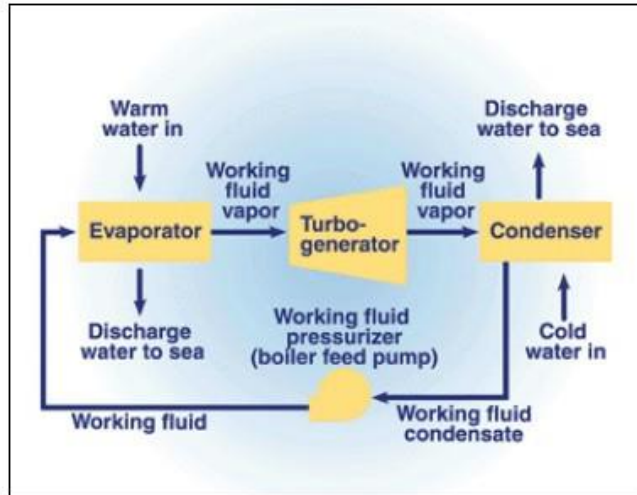 Warm
water in
Discharge
water to sea
Working
fluid
vapor
Working
fluid
vapor
Evaporator
Turbo-
generator
Condenser
Discharge
water to sea
Working fluid
pressurizer
(boiler feed pump)
Cold
water in
Working fluid
Working fluid
condensate